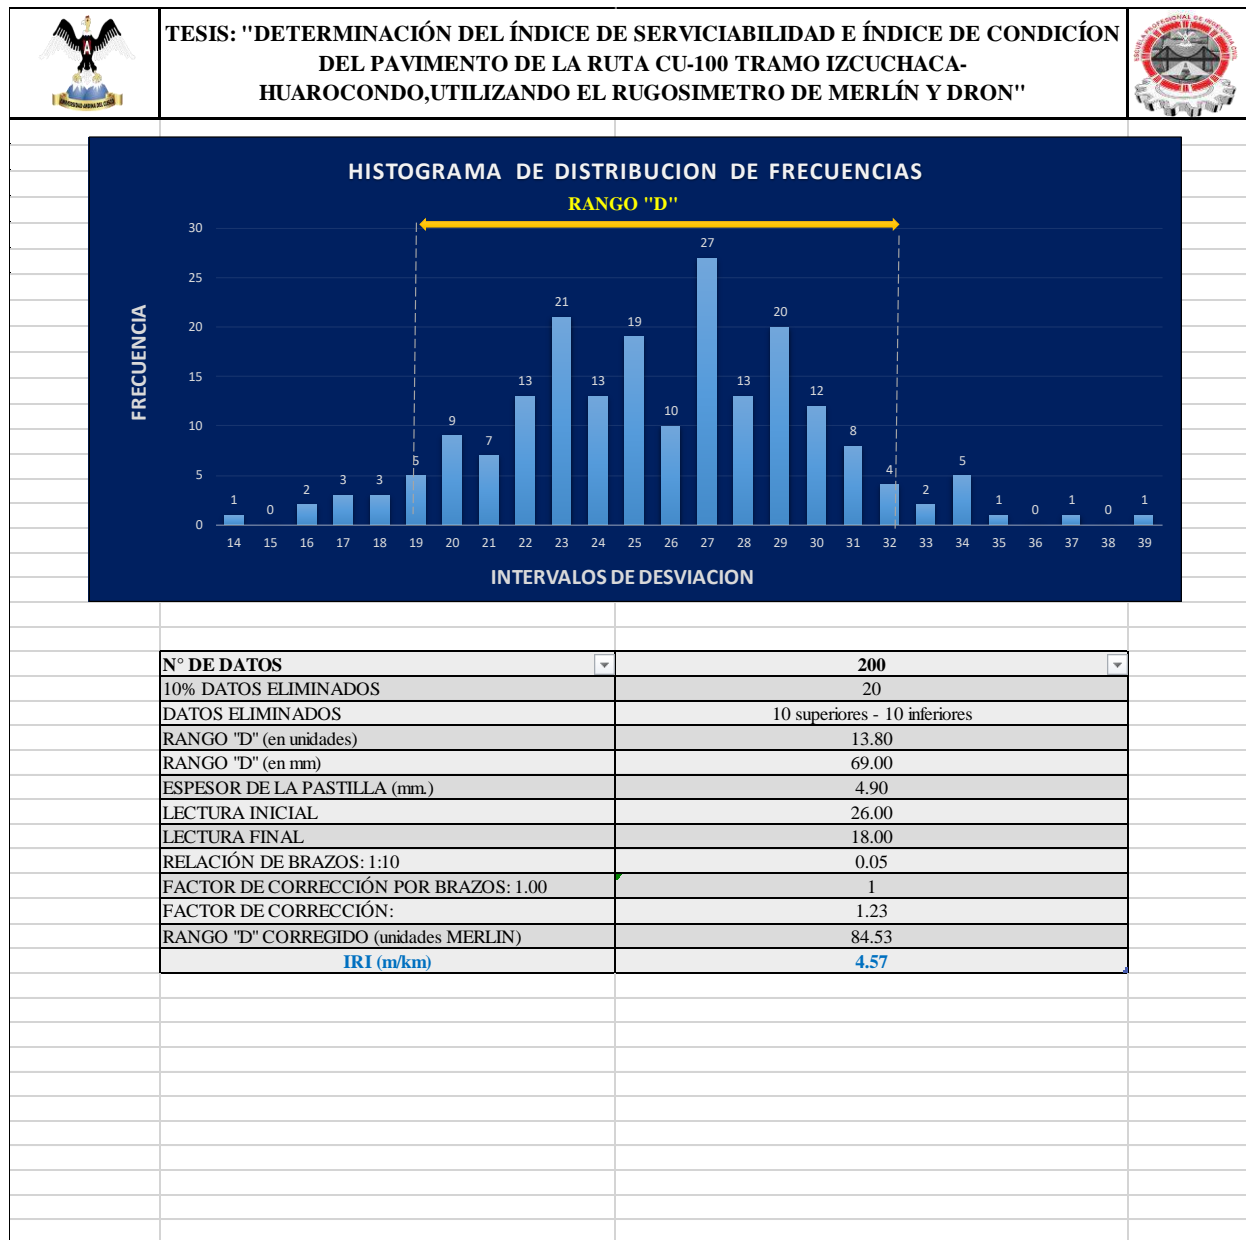 TESIS: "DETERMINACIÓN DEL ÍNDICE DE SERVICIABILIDAD E ÍNDICE DE CONDICÍON
DEL PAVIMENTO DE LA RUTA CU-100 TRAMO IZCUCHACA-
HUAROCONDO,UTILIZANDO EL RUGOSIMETRO DE MERLÍN Y DRON"
HISTOGRAMA DE DISTRIBUCION DE FRECUENCIAS
RANGO "D"
FRECUENCIA
30
25
20
15
10
5
0
1 0 2 3 3 5 9 7 13 21 13 19 10 27 13 20 12 8 4 2 5 1 0 1 0 1
14 15 16 17 18 19 20 21 22 23 24 25 26 27 28 29 30 31 32 33 34 35 36 37 38 39
INTERVALOS DE DESVIACION
N° DE DATOS 200
10% DATOS ELIMINADOS 20
DATOS ELIMINADOS 10 superiores - 10 inferiores
RANGO "D" (en unidades) 13.80
RANGO "D" (en mm) 69.00
ESPESOR DE LA PASTILLA (mm.) 4.90
LECTURA INICIAL 26.00
LECTURA FINAL 18.00
RELACIÓN DE BRAZOS: 1:10 0.05
FACTOR DE CORRECCIÓN POR BRAZOS: 1.00 1
FACTOR DE CORRECCIÓN: 1.23
RANGO "D" CORREGIDO (unidades MERLIN) 84.53
IRI (m/km) 4.57